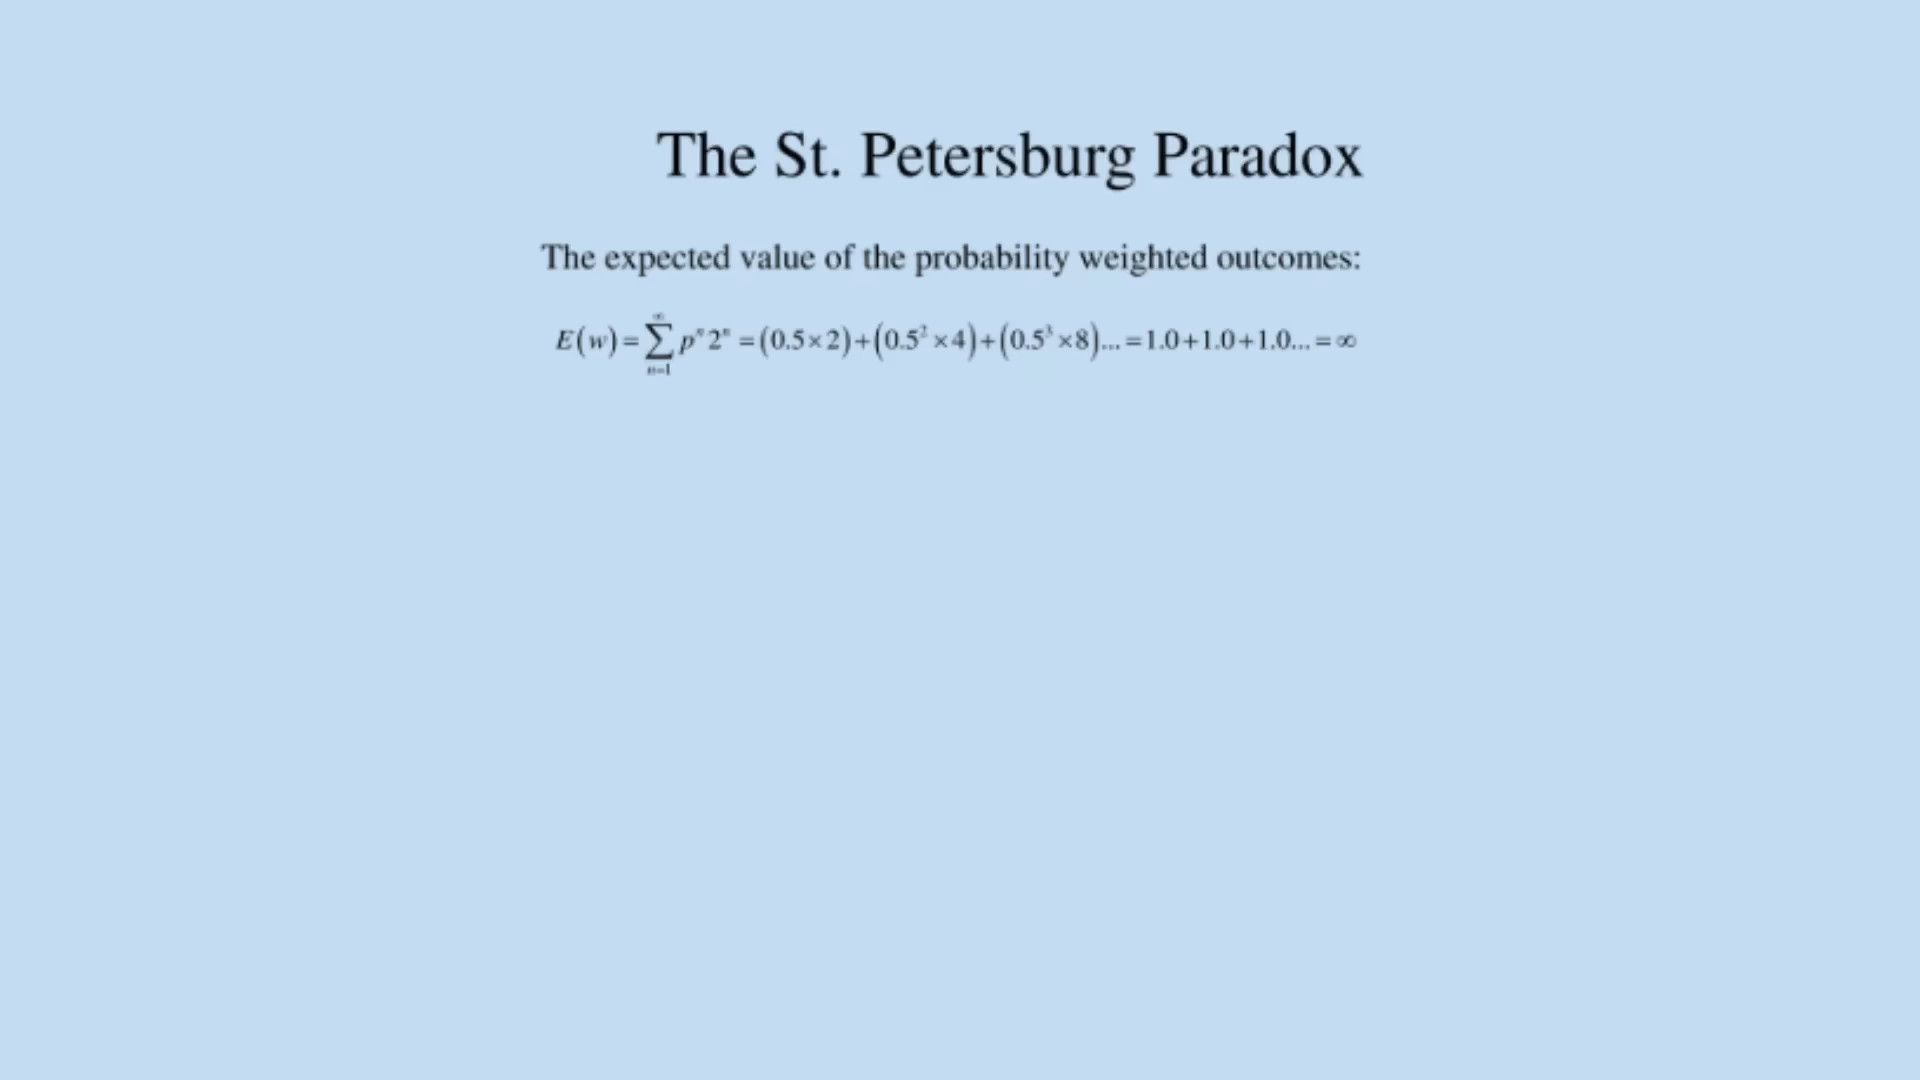 The St. Petersburg Paradox
The expected value of the probability weighted outcomes:
E(w) = ∑_{n=1}^{∞} pⁿ2ⁿ = (0.5×2)+(0.5²×4)+(0.5³×8)... = 1.0+1.0+1.0... = ∞